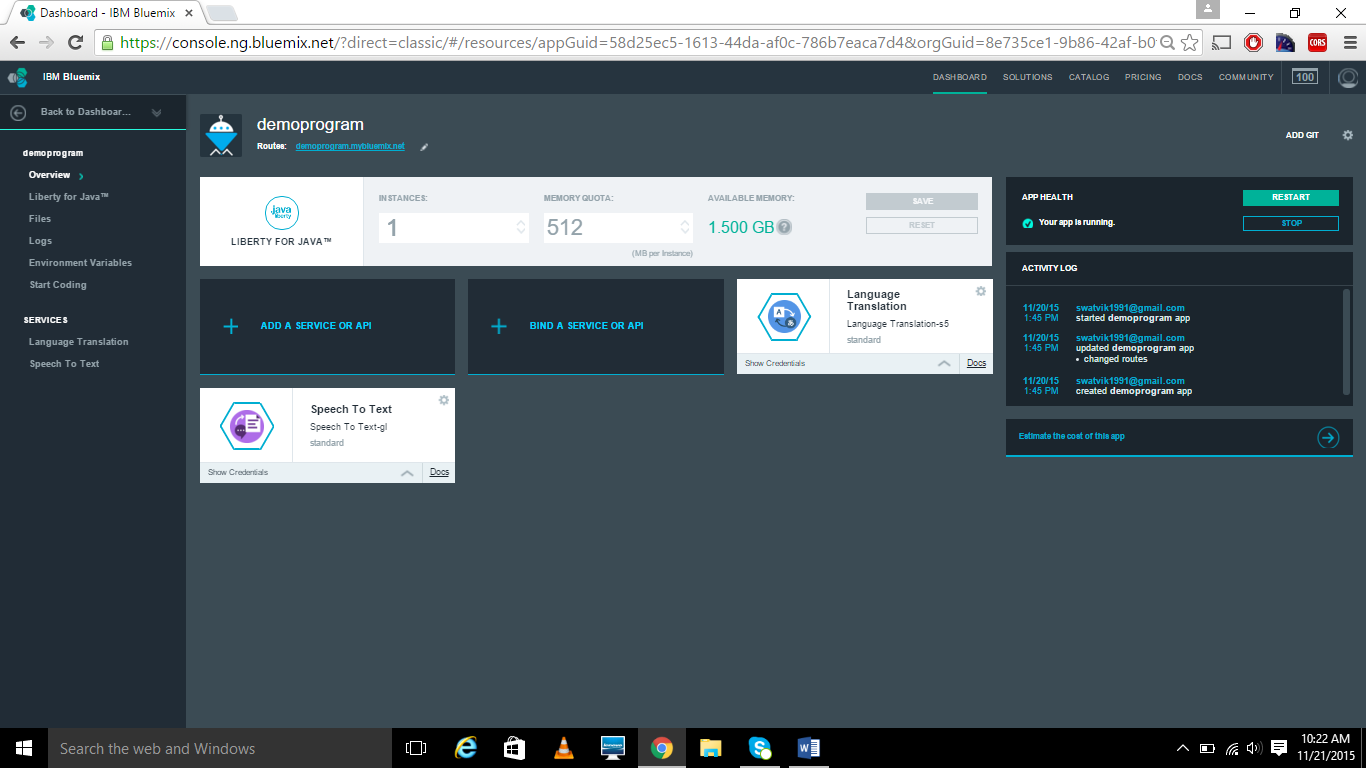 Dashboard - IBM Bluemix
https://console.ng.bluemix.net/?direct=classic/#/resources/appGuid=58d25ec5-1613-44da-af0c-786b7eaca7d4&orgGuid=8e735ce1-9b86-42af-b0
CORS
IBM Bluemix
DASHBOARD SOLUTIONS CATALOG PRICING DOCS COMMUNITY 100
Back to Dashboar...
demoprogram
Overview
Liberty for Java™
Files
Logs
Environment Variables
Start Coding
SERVICES
Language Translation
Speech To Text
demoprogram
Routes: demoprogram.mybluemix.net
ADD GIT
java
liberty
LIBERTY FOR JAVA™
INSTANCES:
1
MEMORY QUOTA:
512
(MB per Instance)
AVAILABLE MEMORY:
1.500 GB ?
SAVE
RESET
ADD A SERVICE OR API
BIND A SERVICE OR API
Language
Translation
Language Translation-s5
standard
Show Credentials Docs
Speech To Text
Speech To Text-gl
standard
Show Credentials Docs
APP HEALTH
Your app is running.
RESTART
STOP
ACTIVITY LOG
11/20/15 swatvik1991@gmail.com
1:45 PM started demoprogram app
11/20/15 swatvik1991@gmail.com
1:45 PM updated demoprogram app
• changed routes
11/20/15 swatvik1991@gmail.com
1:45 PM created demoprogram app
Estimate the cost of this app
Search the web and Windows
10:22 AM
11/21/2015